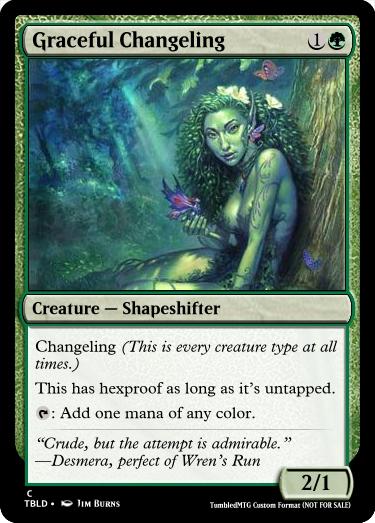 Graceful Changeling 1
Creature — Shapeshifter
Changeling (This is every creature type at all
times.)
This has hexproof as long as it's untapped.
: Add one mana of any color.
"Crude, but the attempt is admirable."
—Desmera, perfect of Wren's Run
2/1
C
TBLD • Jim Burns
TumbledMTG Custom Format (NOT FOR SALE)